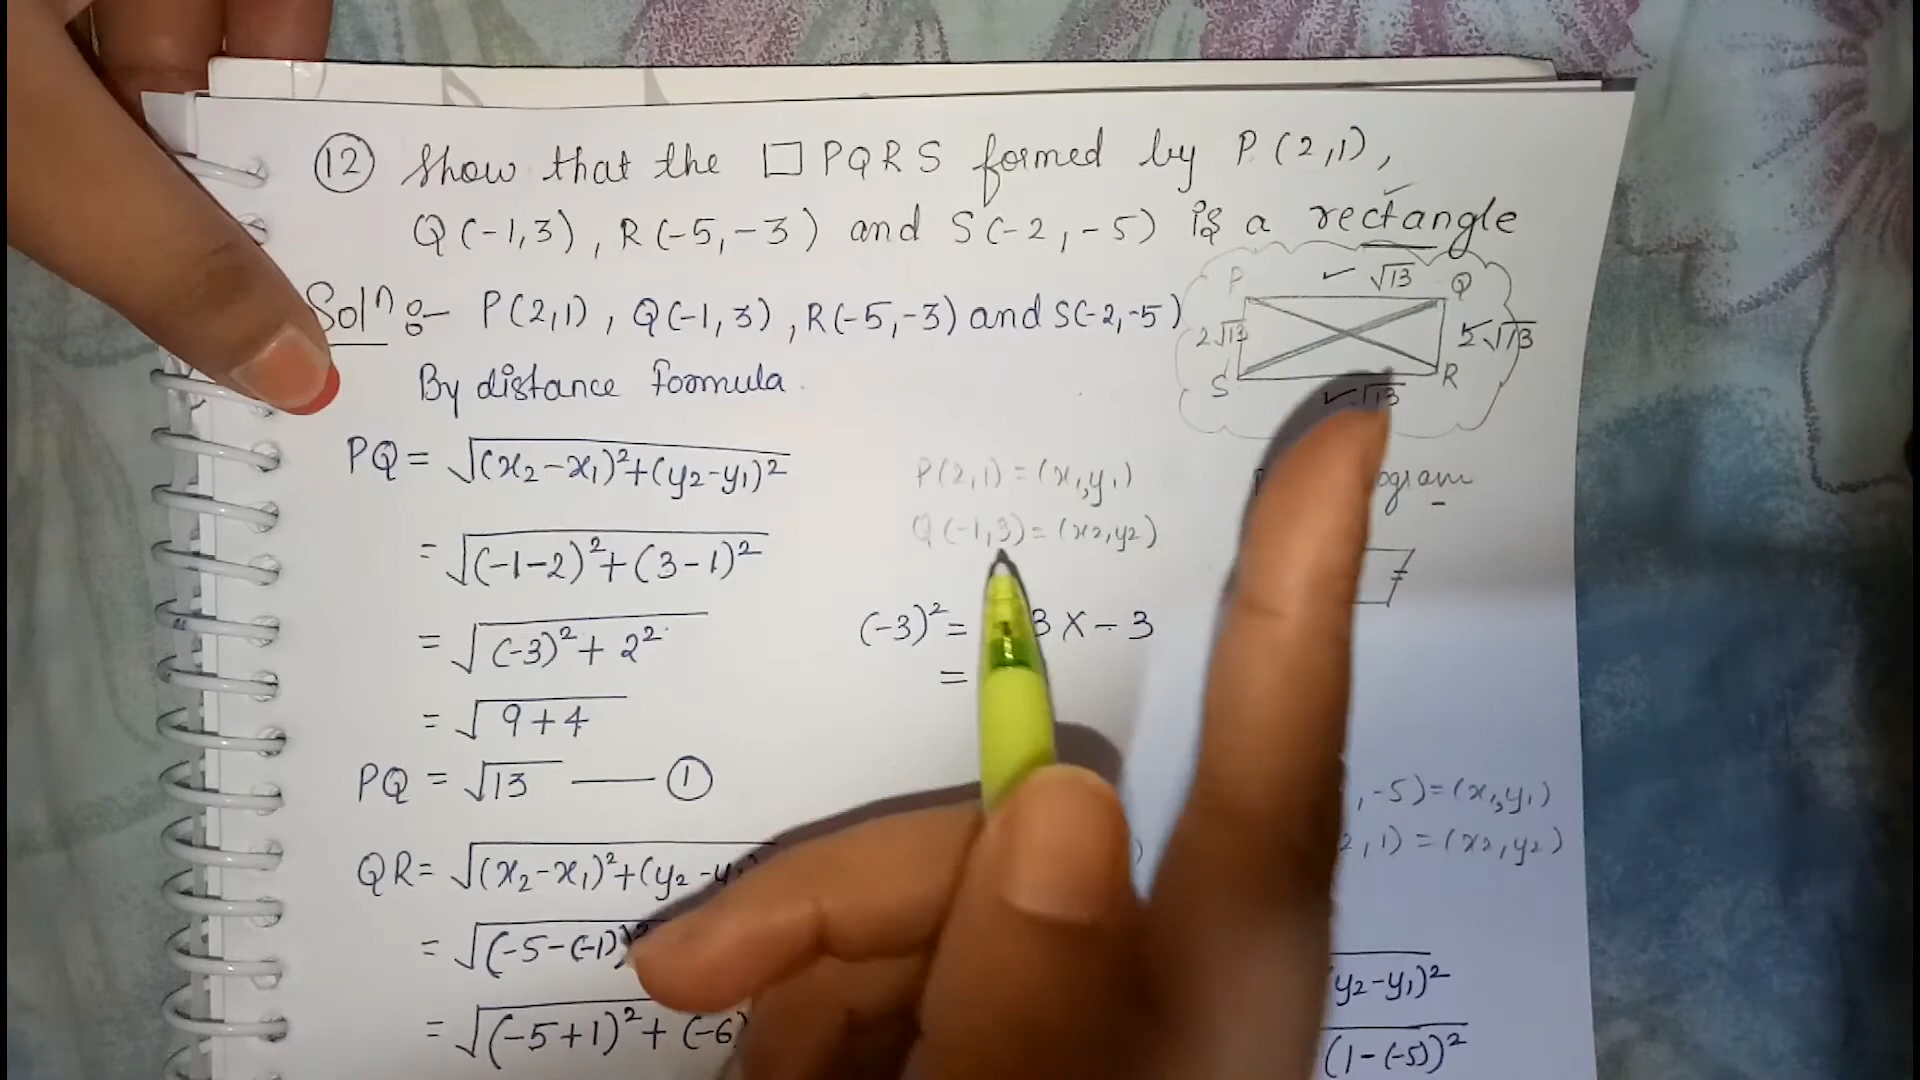 12 Show that the □ PQRS formed by P(2,1),
Q(-1,3), R(-5,-3) and S(-2,-5) is a rectangle
Solⁿ :- P(2,1), Q(-1,3), R(-5,-3) and S(-2,-5)
P √13 Q
2√13 2√13
S √13 R
By distance formula
PQ = √(x₂-x₁)²+(y₂-y₁)²
P(2,1) = (x₁,y₁)
ogram
= √(-1-2)²+(3-1)²
Q(-1,3) = (x₂,y₂)
= √(-3)²+2²
(-3)² = 3 X - 3
=
= √9+4
PQ = √13 —— 1
, -5) = (x₁,y₁)
2,1) = (x₂,y₂)
QR = √(x₂-x₁)²+(y₂-y₁
= √(-5-(-1))²
y₂-y₁)²
= √(-5+1)²+(-6)
(1-(-5))²